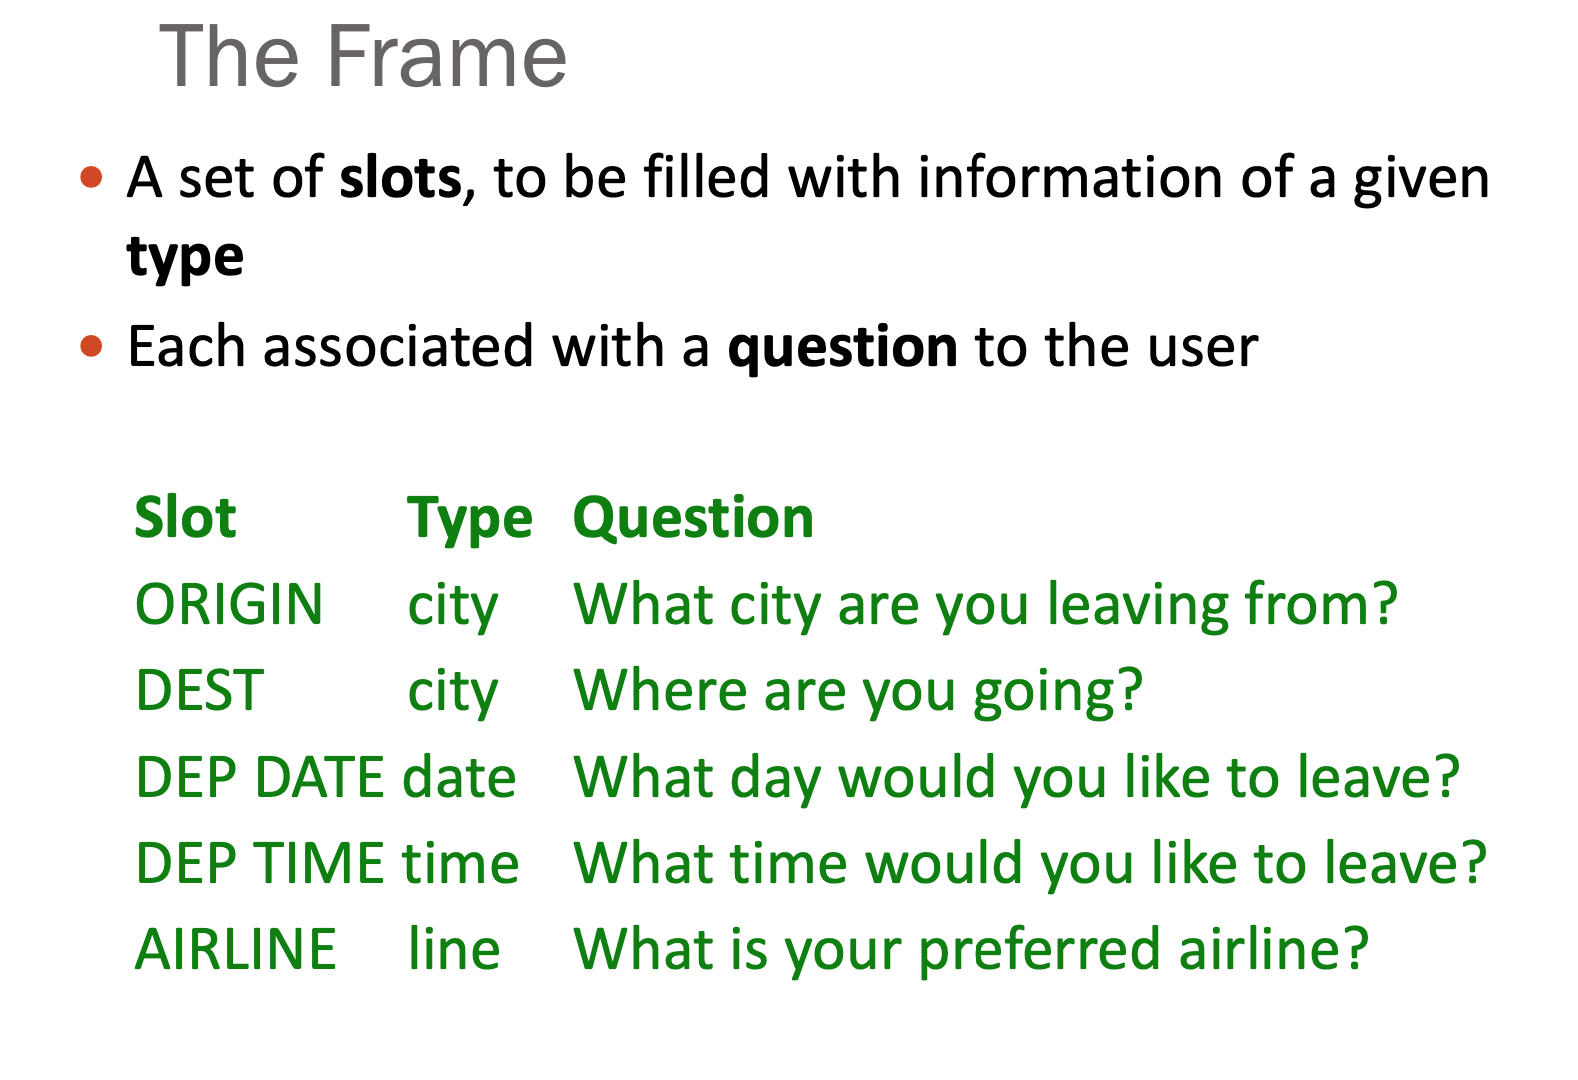 The Frame
• A set of slots, to be filled with information of a given
type
• Each associated with a question to the user
Slot Type Question
ORIGIN city What city are you leaving from?
DEST city Where are you going?
DEP DATE date What day would you like to leave?
DEP TIME time What time would you like to leave?
AIRLINE line What is your preferred airline?